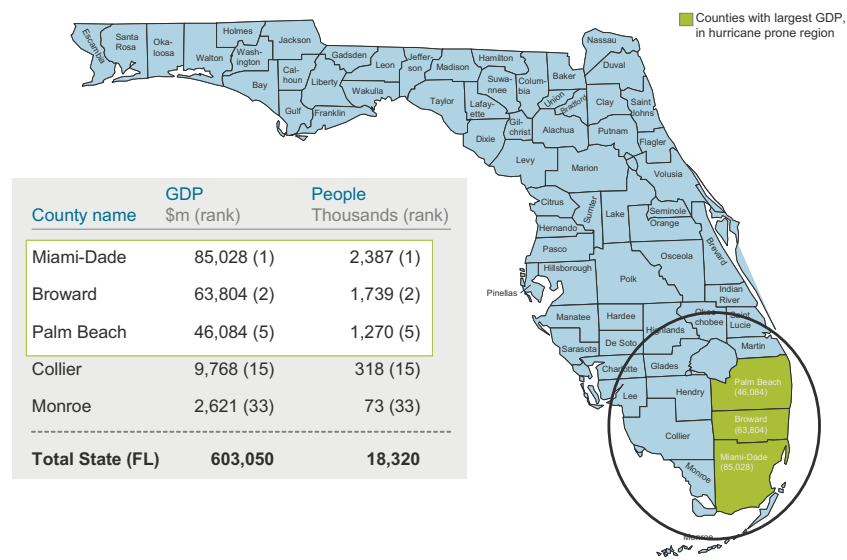 Counties with largest GDP,
in hurricane prone region
Escambia
Santa
Rosa
Oka-
loosa
Walton
Holmes
Wash-
ington
Bay
Jackson
Cal-
houn
Gulf
Liberty
Franklin
Gadsden
Leon
Wakulla
Jeffer-
son
Madison
Taylor
Hamilton
Suwa-
nnee
Lafay-
ette
Dixie
Colum-
bia
Gil-
christ
Levy
Baker
Union
Bradford
Alachua
Nassau
Duval
Clay
Saint
Johns
Putnam
Flagler
Marion
Volusia
Citrus
Sumter
Lake
Seminole
Orange
Hernando
Pasco
Hillsborough
Pinellas
Polk
Osceola
Brevard
Indian
River
Manatee
Hardee
Highlands
Okee
chobee
Saint
Lucie
Sarasota
De Soto
Martin
Charlotte
Glades
Lee
Hendry
Palm Beach
(46,084)
Broward
(63,804)
Collier
Miami-Dade
(85,028)
Monroe
Monroe
GDP People
County name $m (rank) Thousands (rank)
Miami-Dade 85,028 (1) 2,387 (1)
Broward 63,804 (2) 1,739 (2)
Palm Beach 46,084 (5) 1,270 (5)
Collier 9,768 (15) 318 (15)
Monroe 2,621 (33) 73 (33)
Total State (FL) 603,050 18,320